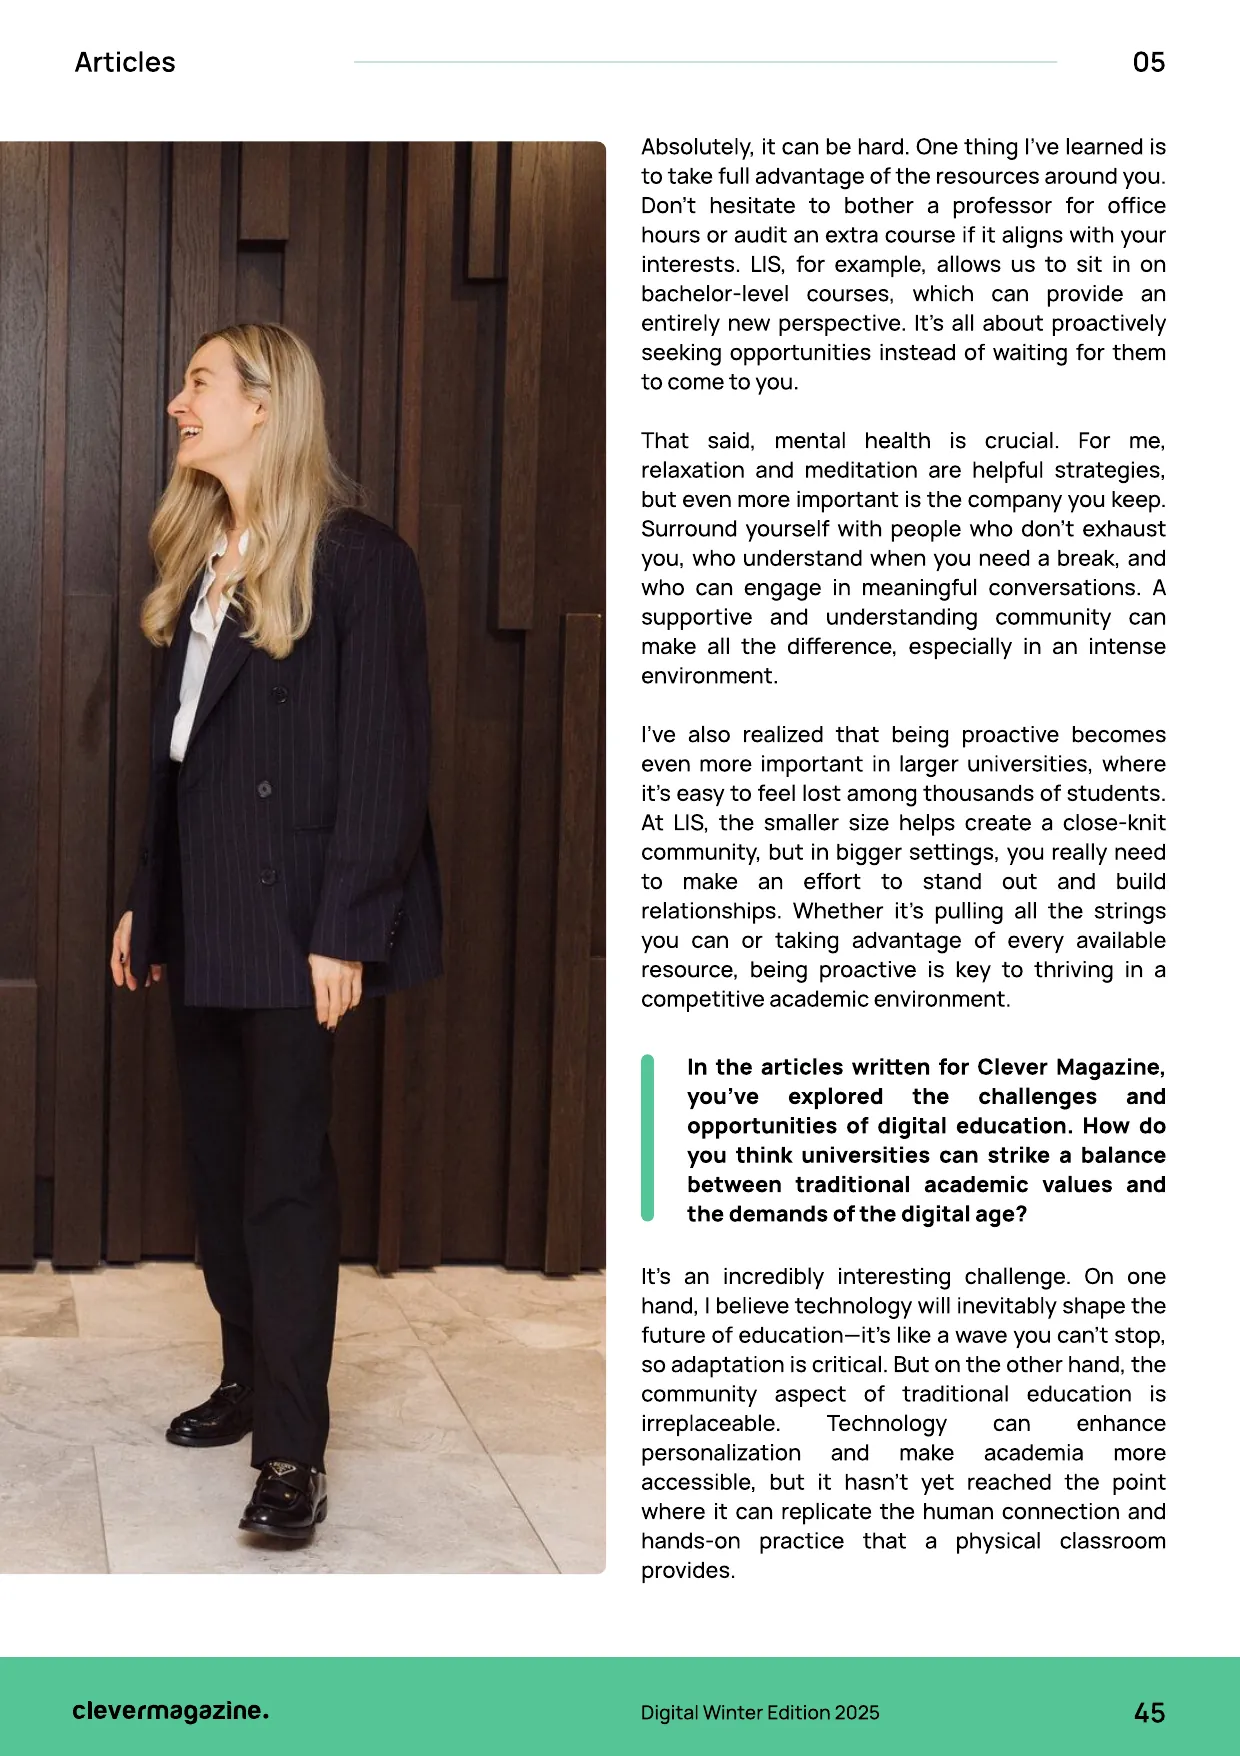 Articles
05
Absolutely, it can be hard. One thing I've learned is
to take full advantage of the resources around you.
Don't hesitate to bother a professor for office
hours or audit an extra course if it aligns with your
interests. LIS, for example, allows us to sit in on
bachelor-level courses, which can provide an
entirely new perspective. It's all about proactively
seeking opportunities instead of waiting for them
to come to you.
That said, mental health is crucial. For me,
relaxation and meditation are helpful strategies,
but even more important is the company you keep.
Surround yourself with people who don't exhaust
you, who understand when you need a break, and
who can engage in meaningful conversations. A
supportive and understanding community can
make all the difference, especially in an intense
environment.
I've also realized that being proactive becomes
even more important in larger universities, where
it's easy to feel lost among thousands of students.
At LIS, the smaller size helps create a close-knit
community, but in bigger settings, you really need
to make an effort to stand out and build
relationships. Whether it's pulling all the strings
you can or taking advantage of every available
resource, being proactive is key to thriving in a
competitive academic environment.
In the articles written for Clever Magazine,
you've explored the challenges and
opportunities of digital education. How do
you think universities can strike a balance
between traditional academic values and
the demands of the digital age?
It's an incredibly interesting challenge. On one
hand, I believe technology will inevitably shape the
future of education—it's like a wave you can't stop,
so adaptation is critical. But on the other hand, the
community aspect of traditional education is
irreplaceable. Technology can enhance
personalization and make academia more
accessible, but it hasn't yet reached the point
where it can replicate the human connection and
hands-on practice that a physical classroom
provides.
clevermagazine.
Digital Winter Edition 2025
45